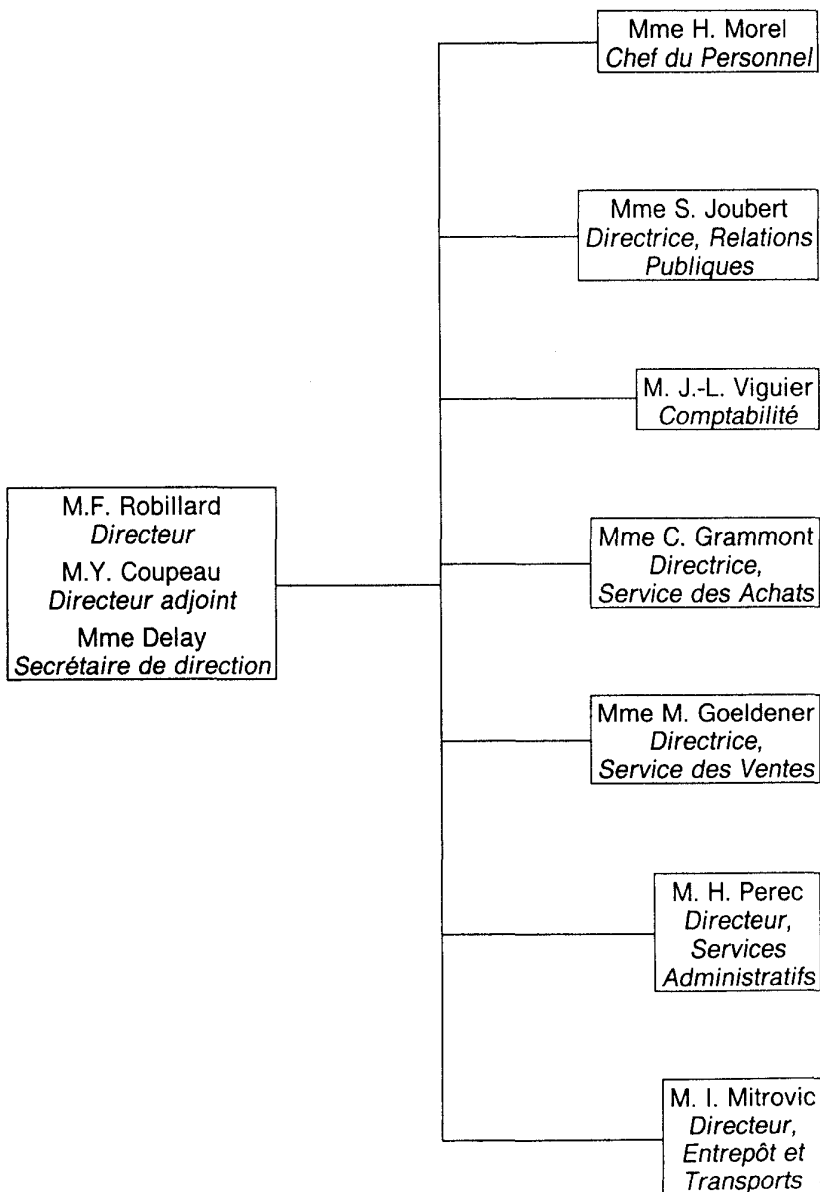 Mme H. Morel
Chef du Personnel
Mme S. Joubert
Directrice, Relations
Publiques
M. J.-L. Viguier
Comptabilité
M.F. Robillard
Directeur
M.Y. Coupeau
Directeur adjoint
Mme Delay
Secrétaire de direction
Mme C. Grammont
Directrice,
Service des Achats
Mme M. Goeldener
Directrice,
Service des Ventes
M. H. Perec
Directeur,
Services
Administratifs
M. I. Mitrovic
Directeur,
Entrepôt et
Transports